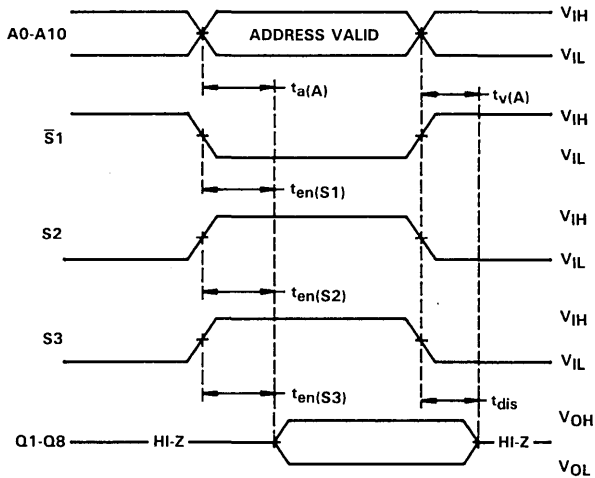 A0-A10 ADDRESS VALID VIH
VIL
ta(A) tv(A)
S̅1 VIH
VIL
ten(S1)
S2 VIH
VIL
ten(S2)
S3 VIH
VIL
ten(S3) tdis
VOH
Q1-Q8 HI-Z HI-Z
VOL